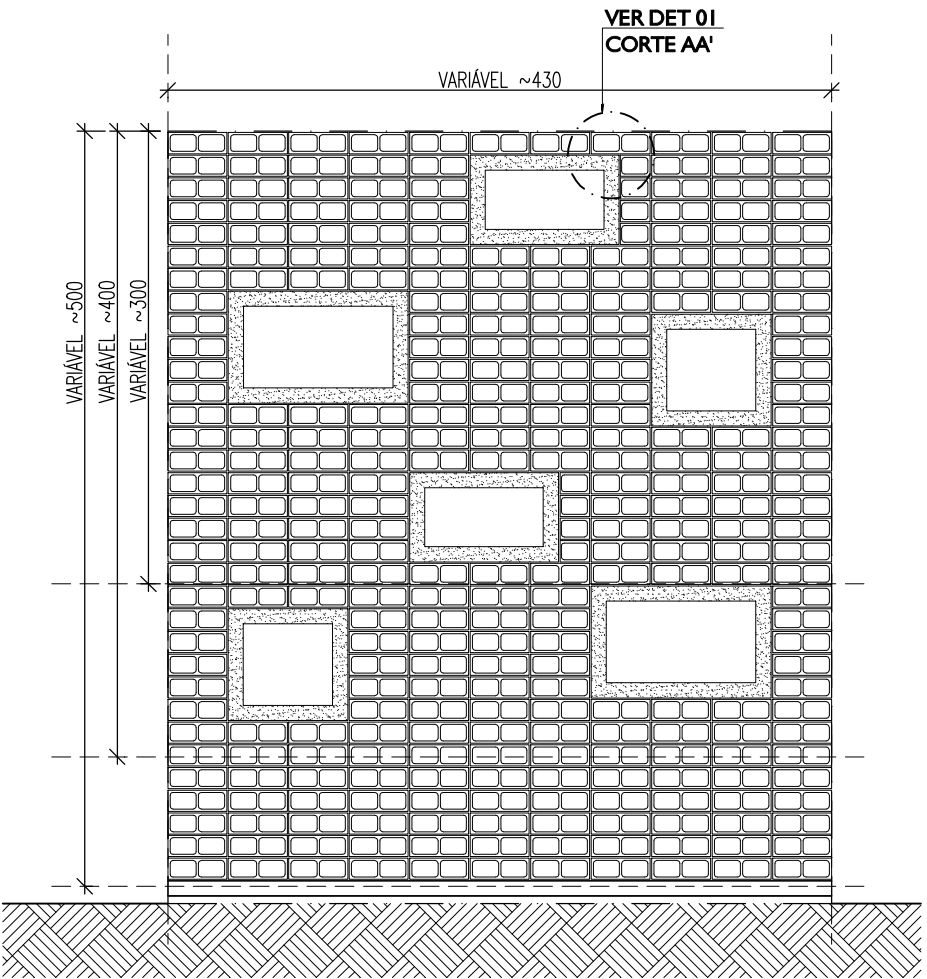 VER DET 01
CORTE AA'
VARIÁVEL ~430
VARIÁVEL ~500
VARIÁVEL ~400
VARIÁVEL ~300